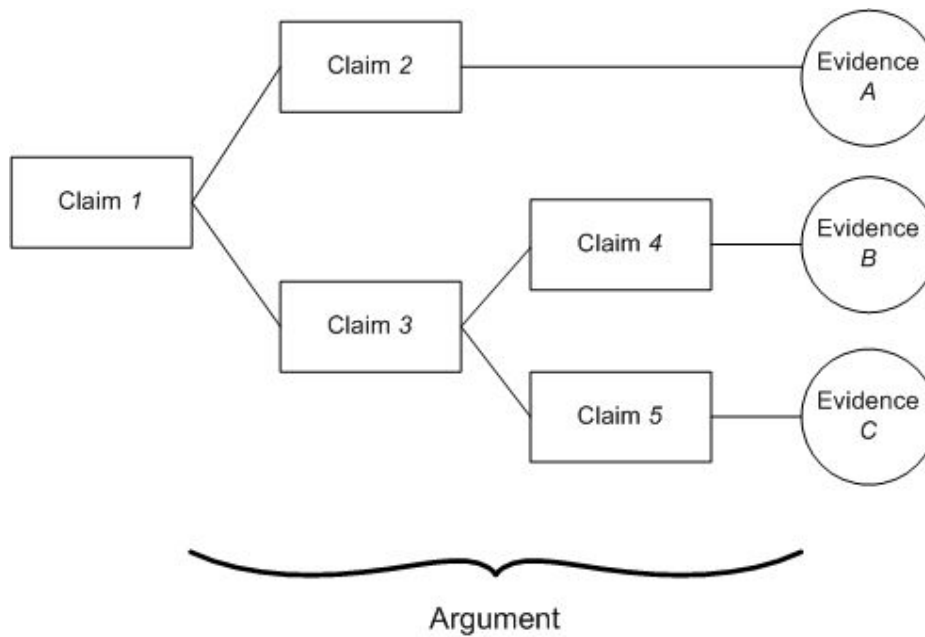 Claim 2
Evidence
A
Claim 1
Claim 4
Evidence
B
Claim 3
Claim 5
Evidence
C
Argument